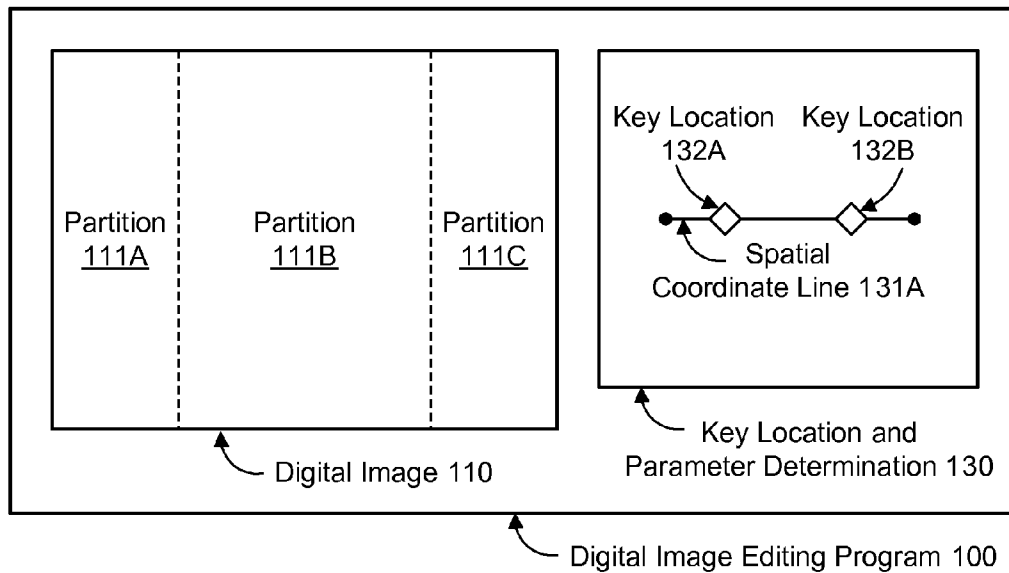 Partition
111A
Partition
111B
Partition
111C
Digital Image 110
Key Location
132A
Key Location
132B
Spatial
Coordinate Line 131A
Key Location and
Parameter Determination 130
Digital Image Editing Program 100